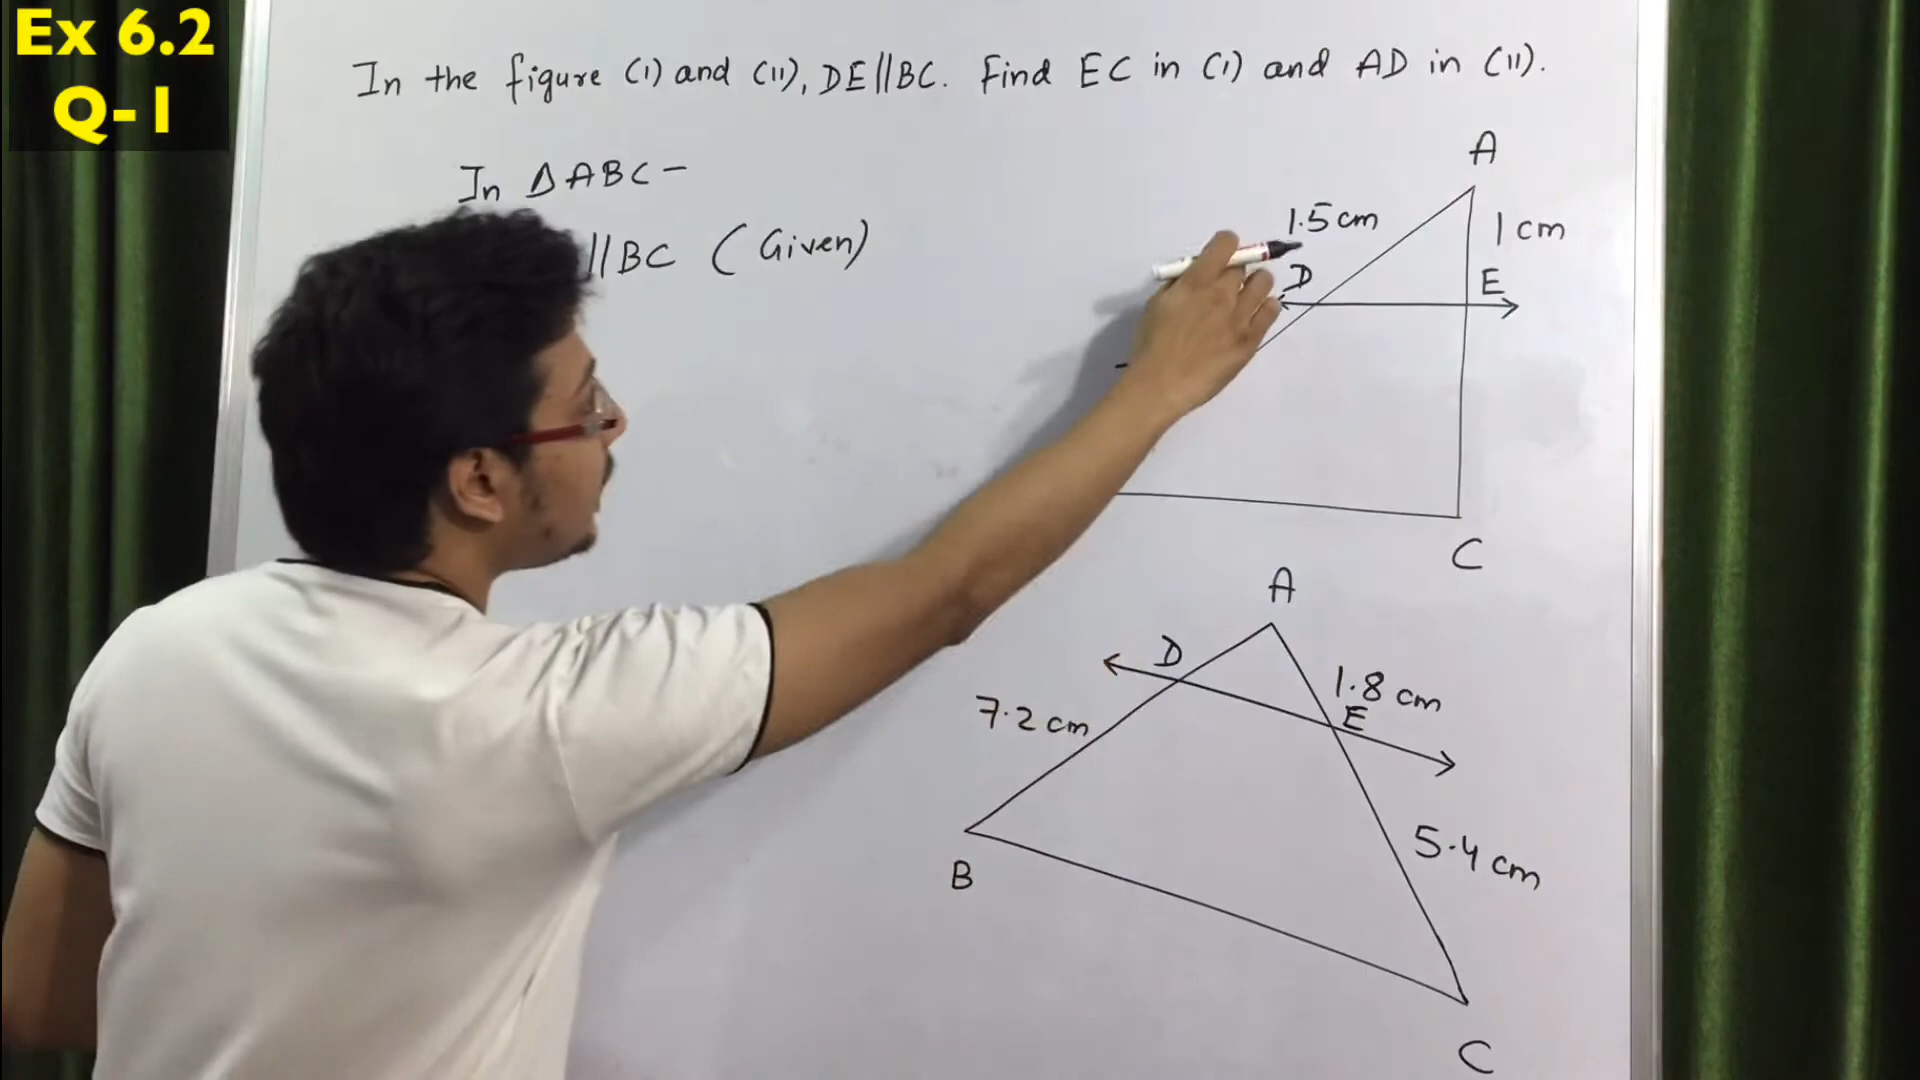 Ex 6.2
Q-1
In the figure (I) and (II), DE||BC. Find EC in (I) and AD in (II).
In ΔABC-
||BC (Given)
A
1.5 cm
1 cm
D
E
C
A
D
1.8 cm
E
7.2 cm
5.4 cm
B
C